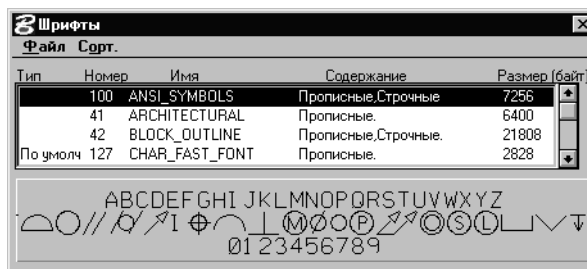 Шрифты
Файл Сорт.
Тип Номер Имя Содержание Размер (байт)
100 ANSI_SYMBOLS Прописные,Строчные 7256
41 ARCHITECTURAL Прописные. 6400
42 BLOCK_OUTLINE Прописные,Строчные. 21808
По умолч 127 CHAR_FAST_FONT Прописные. 2828
ABCDEFGHIJKLMNOPQRSTUVWXYZ
0123456789